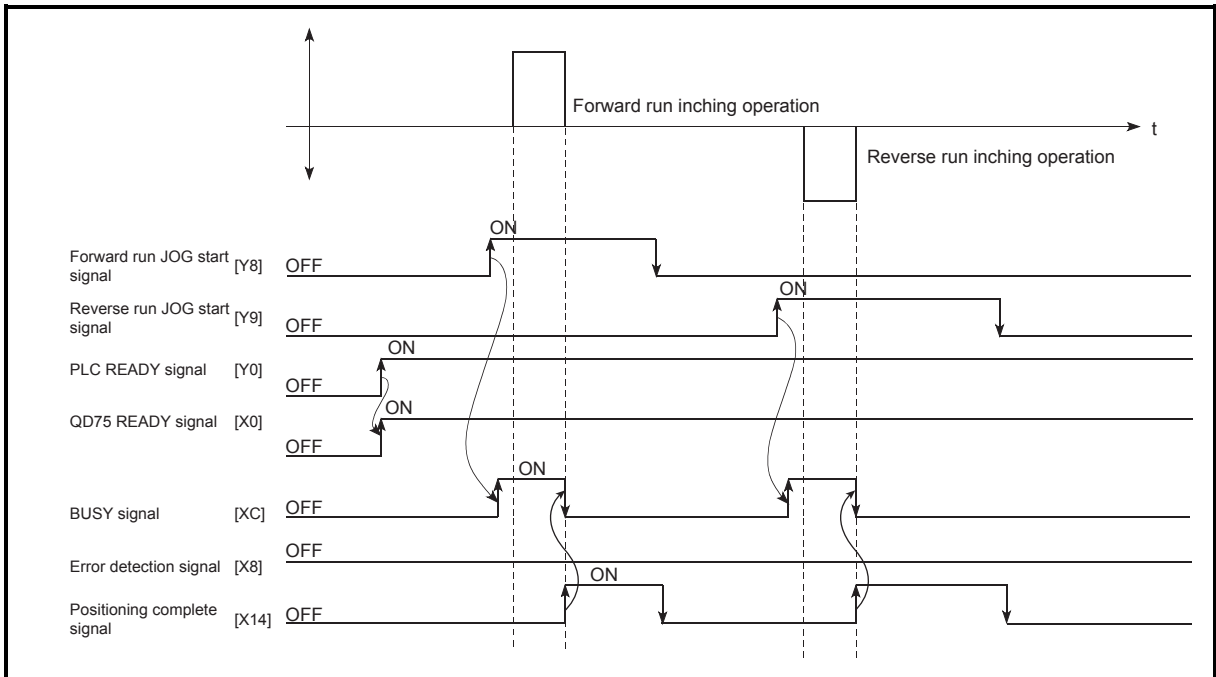 Forward run inching operation
t
Reverse run inching operation
ON
Forward run JOG start
signal
[Y8]
OFF
ON
Reverse run JOG start
signal
[Y9]
OFF
ON
PLC READY signal
[Y0]
OFF
ON
QD75 READY signal
[X0]
OFF
ON
BUSY signal
[XC]
OFF
OFF
Error detection signal
[X8]
ON
Positioning complete
signal
[X14]
OFF